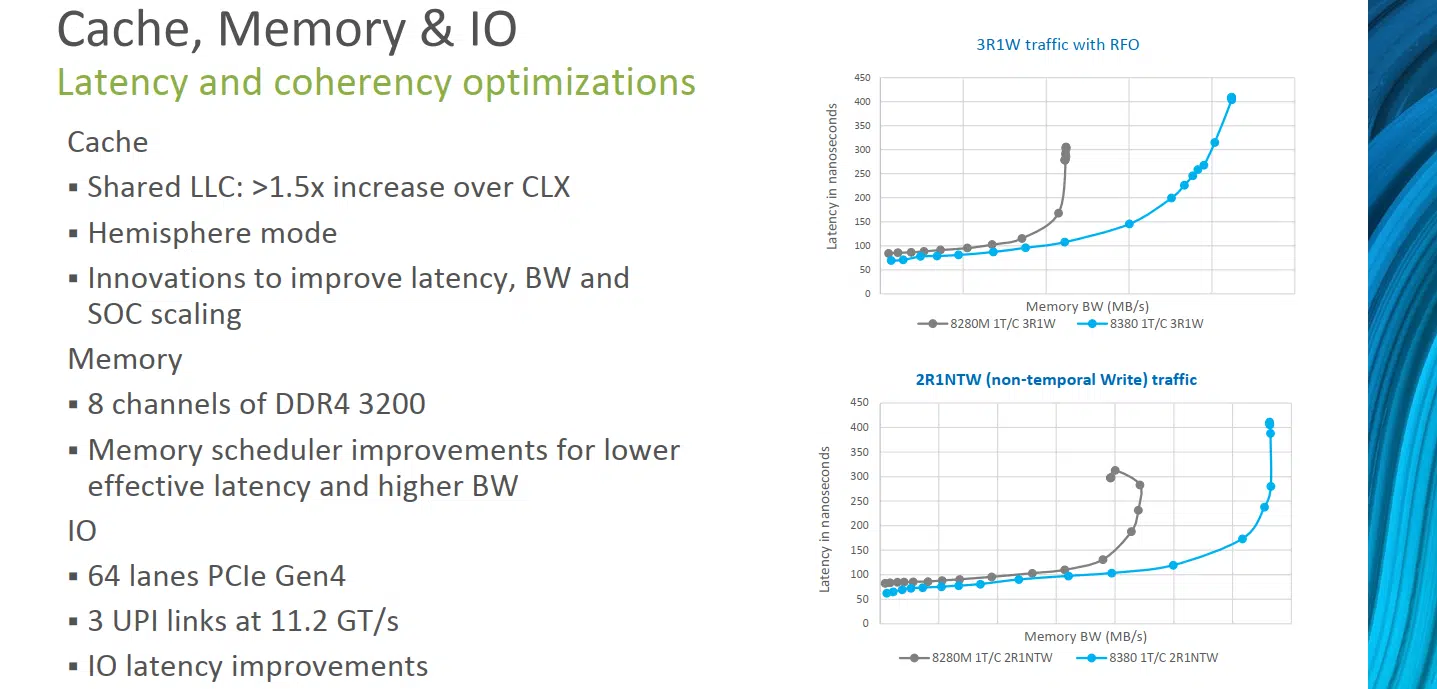 Cache, Memory & IO
Latency and coherency optimizations
Cache
▪ Shared LLC: >1.5x increase over CLX
▪ Hemisphere mode
▪ Innovations to improve latency, BW and
SOC scaling
Memory
▪ 8 channels of DDR4 3200
▪ Memory scheduler improvements for lower
effective latency and higher BW
IO
▪ 64 lanes PCIe Gen4
▪ 3 UPI links at 11.2 GT/s
▪ IO latency improvements
3R1W traffic with RFO
Latency in nanoseconds
450
400
350
300
250
200
150
100
50
0
Memory BW (MB/s)
8280M 1T/C 3R1W 8380 1T/C 3R1W
2R1NTW (non-temporal Write) traffic
Latency in nanoseconds
450
400
350
300
250
200
150
100
50
0
Memory BW (MB/s)
8280M 1T/C 2R1NTW 8380 1T/C 2R1NTW